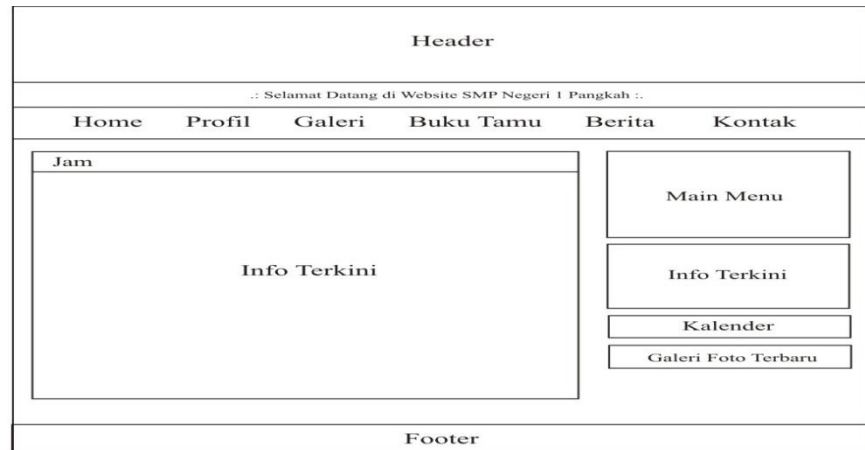 Header
.: Selamat Datang di Website SMP Negeri 1 Pangkah :.
Home Profil Galeri Buku Tamu Berita Kontak
Jam
Info Terkini
Main Menu
Info Terkini
Kalender
Galeri Foto Terbaru
Footer